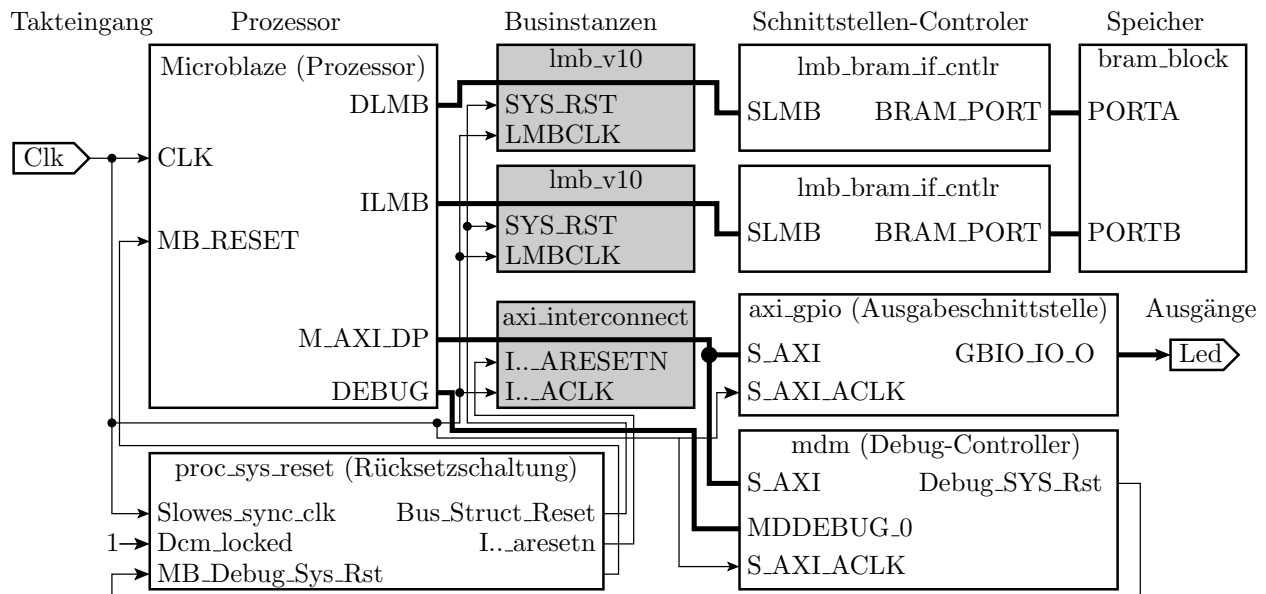 Takteingang Prozessor Businstanzen Schnittstellen-Controler Speicher
Microblaze (Prozessor)
DLMB
CLK
ILMB
MB_RESET
M_AXI_DP
DEBUG
Clk
lmb_v10
SYS_RST
LMBCLK
lmb_v10
SYS_RST
LMBCLK
axi_interconnect
I.._ARESETN
I.._ACLK
lmb_bram_if_cntlr
SLMB BRAM_PORT
lmb_bram_if_cntlr
SLMB BRAM_PORT
bram_block
PORTA
PORTB
axi_gpio (Ausgabeschnittstelle)
S_AXI GBIO_IO_O
S_AXI_ACLK
Ausgänge
Led
mdm (Debug-Controller)
S_AXI Debug_SYS_Rst
MDDEBUG_0
S_AXI_ACLK
proc_sys_reset (Rücksetzschaltung)
Slowes_sync_clk Bus_Struct_Reset
1 Dcm_locked I.._aresetn
MB_Debug_Sys_Rst